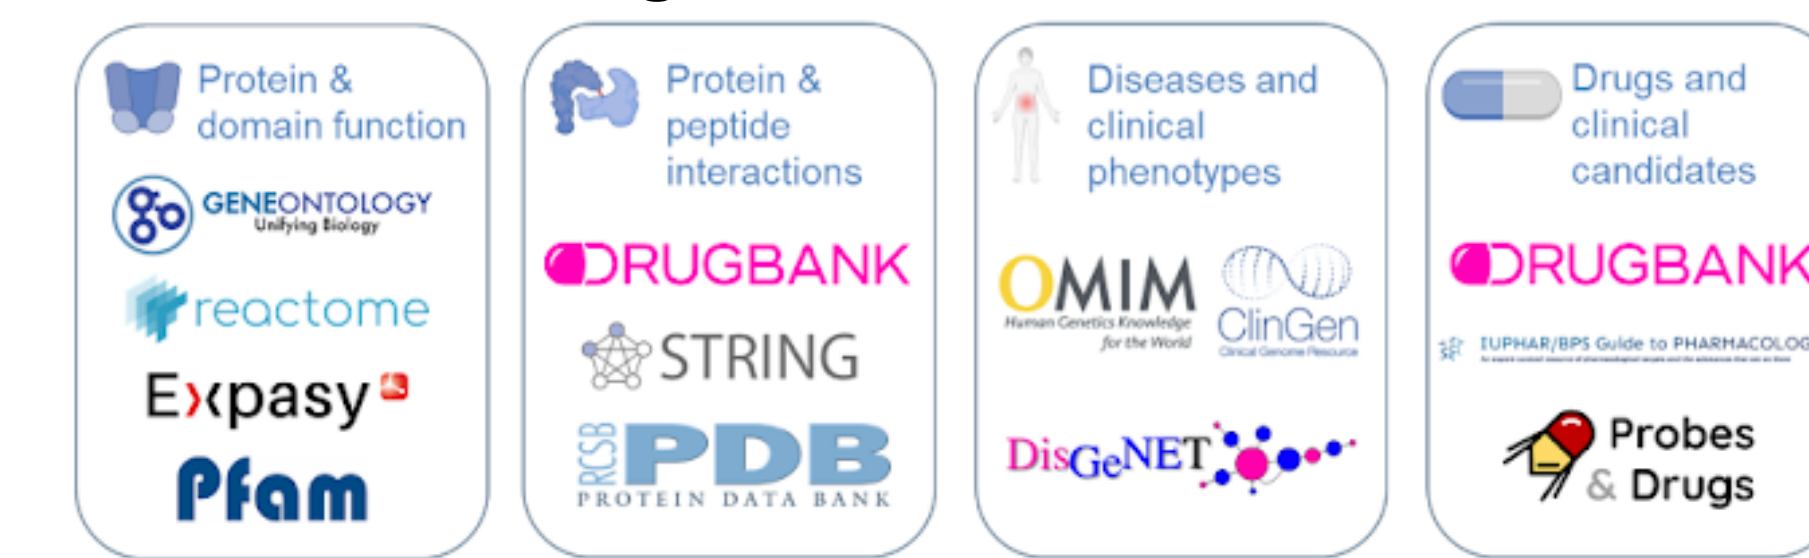 Protein &
domain function
go
GENEONTOLOGY
Unifying Biology
reactome
Expasy
Pfam
Protein &
peptide
interactions
DRUGBANK
STRING
RCSB
PDB
PROTEIN DATA BANK
Diseases and
clinical
phenotypes
OMIM
Human Genetics Knowledge
for the World
ClinGen
Clinical Genome Resource
DisGeNET
Drugs and
clinical
candidates
DRUGBANK
IUPHAR/BPS Guide to PHARMACOLOG
Probes
& Drugs